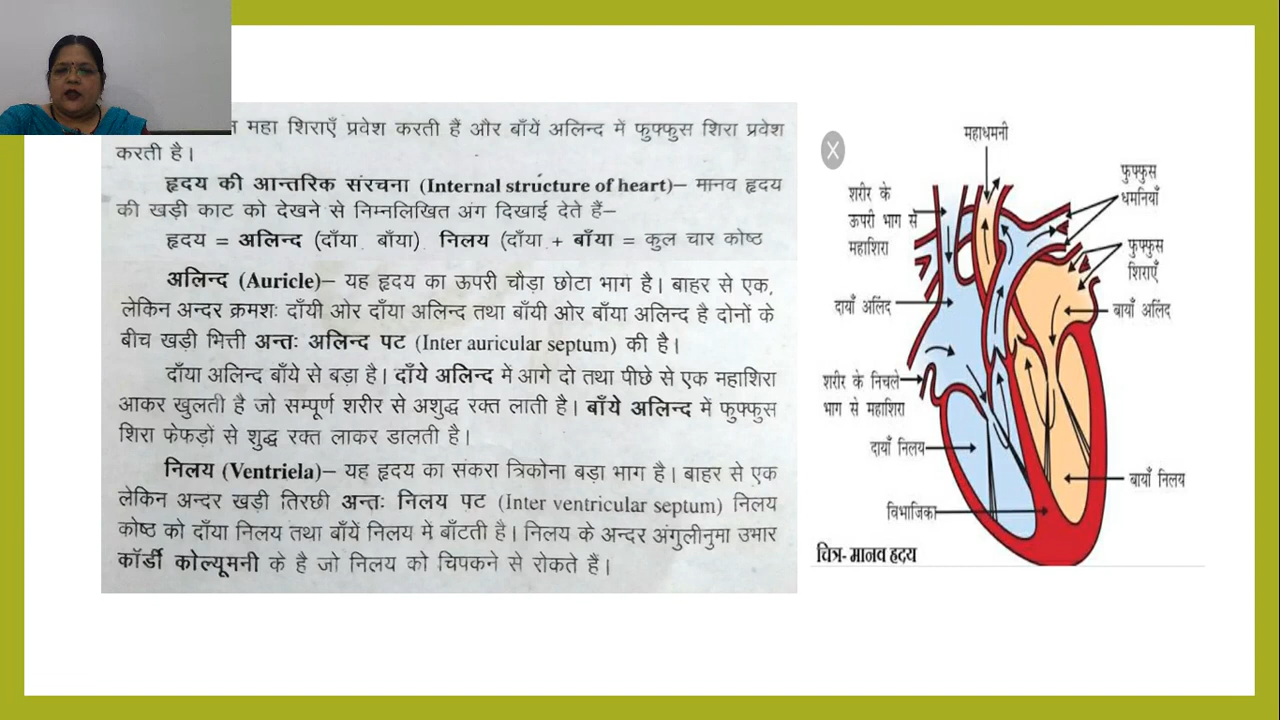 महा शिराएँ प्रवेश करती हैं और बाँयें अलिन्द में फुफ्फुस शिरा प्रवेश
करती है।
हृदय की आन्तरिक संरचना (Internal structure of heart)– मानव हृदय
की खड़ी काट को देखने से निम्नलिखित अंग दिखाई देते हैं–
हृदय = अलिन्द (दाँया, बाँया), निलय (दाँया + बाँया = कुल चार कोष्ठ
अलिन्द (Auricle)– यह हृदय का ऊपरी चौड़ा छोटा भाग है। बाहर से एक,
लेकिन अन्दर क्रमशः दाँयी ओर दाँया अलिन्द तथा बाँयी ओर बाँया अलिन्द है दोनों के
बीच खड़ी भित्ती अन्तः अलिन्द पट (Inter auricular septum) की है।
दाँया अलिन्द बाँये से बड़ा है। दाँये अलिन्द में आगे दो तथा पीछे से एक महाशिरा
आकर खुलती है जो सम्पूर्ण शरीर से अशुद्ध रक्त लाती है। बाँये अलिन्द में फुफ्फुस
शिरा फेफड़ों से शुद्ध रक्त लाकर डालती है।
निलय (Ventriela)– यह हृदय का संकरा त्रिकोना बड़ा भाग है। बाहर से एक
लेकिन अन्दर खड़ी तिरछी अन्तः निलय पट (Inter ventricular septum) निलय
कोष्ठ को दाँया निलय तथा बाँयें निलय में बाँटती है। निलय के अन्दर अंगुलीनुमा उभार
कॉर्डी कोल्यूमनी के है जो निलय को चिपकने से रोकते हैं।
महाधमनी
शरीर के
ऊपरी भाग से
महाशिरा
फुफ्फुस
धमनियाँ
फुफ्फुस
शिराएँ
दायाँ अलिंद
बायाँ अलिंद
शरीर के निचले
भाग से महाशिरा
दायाँ निलय
बायाँ निलय
विभाजिका
चित्र- मानव हृदय